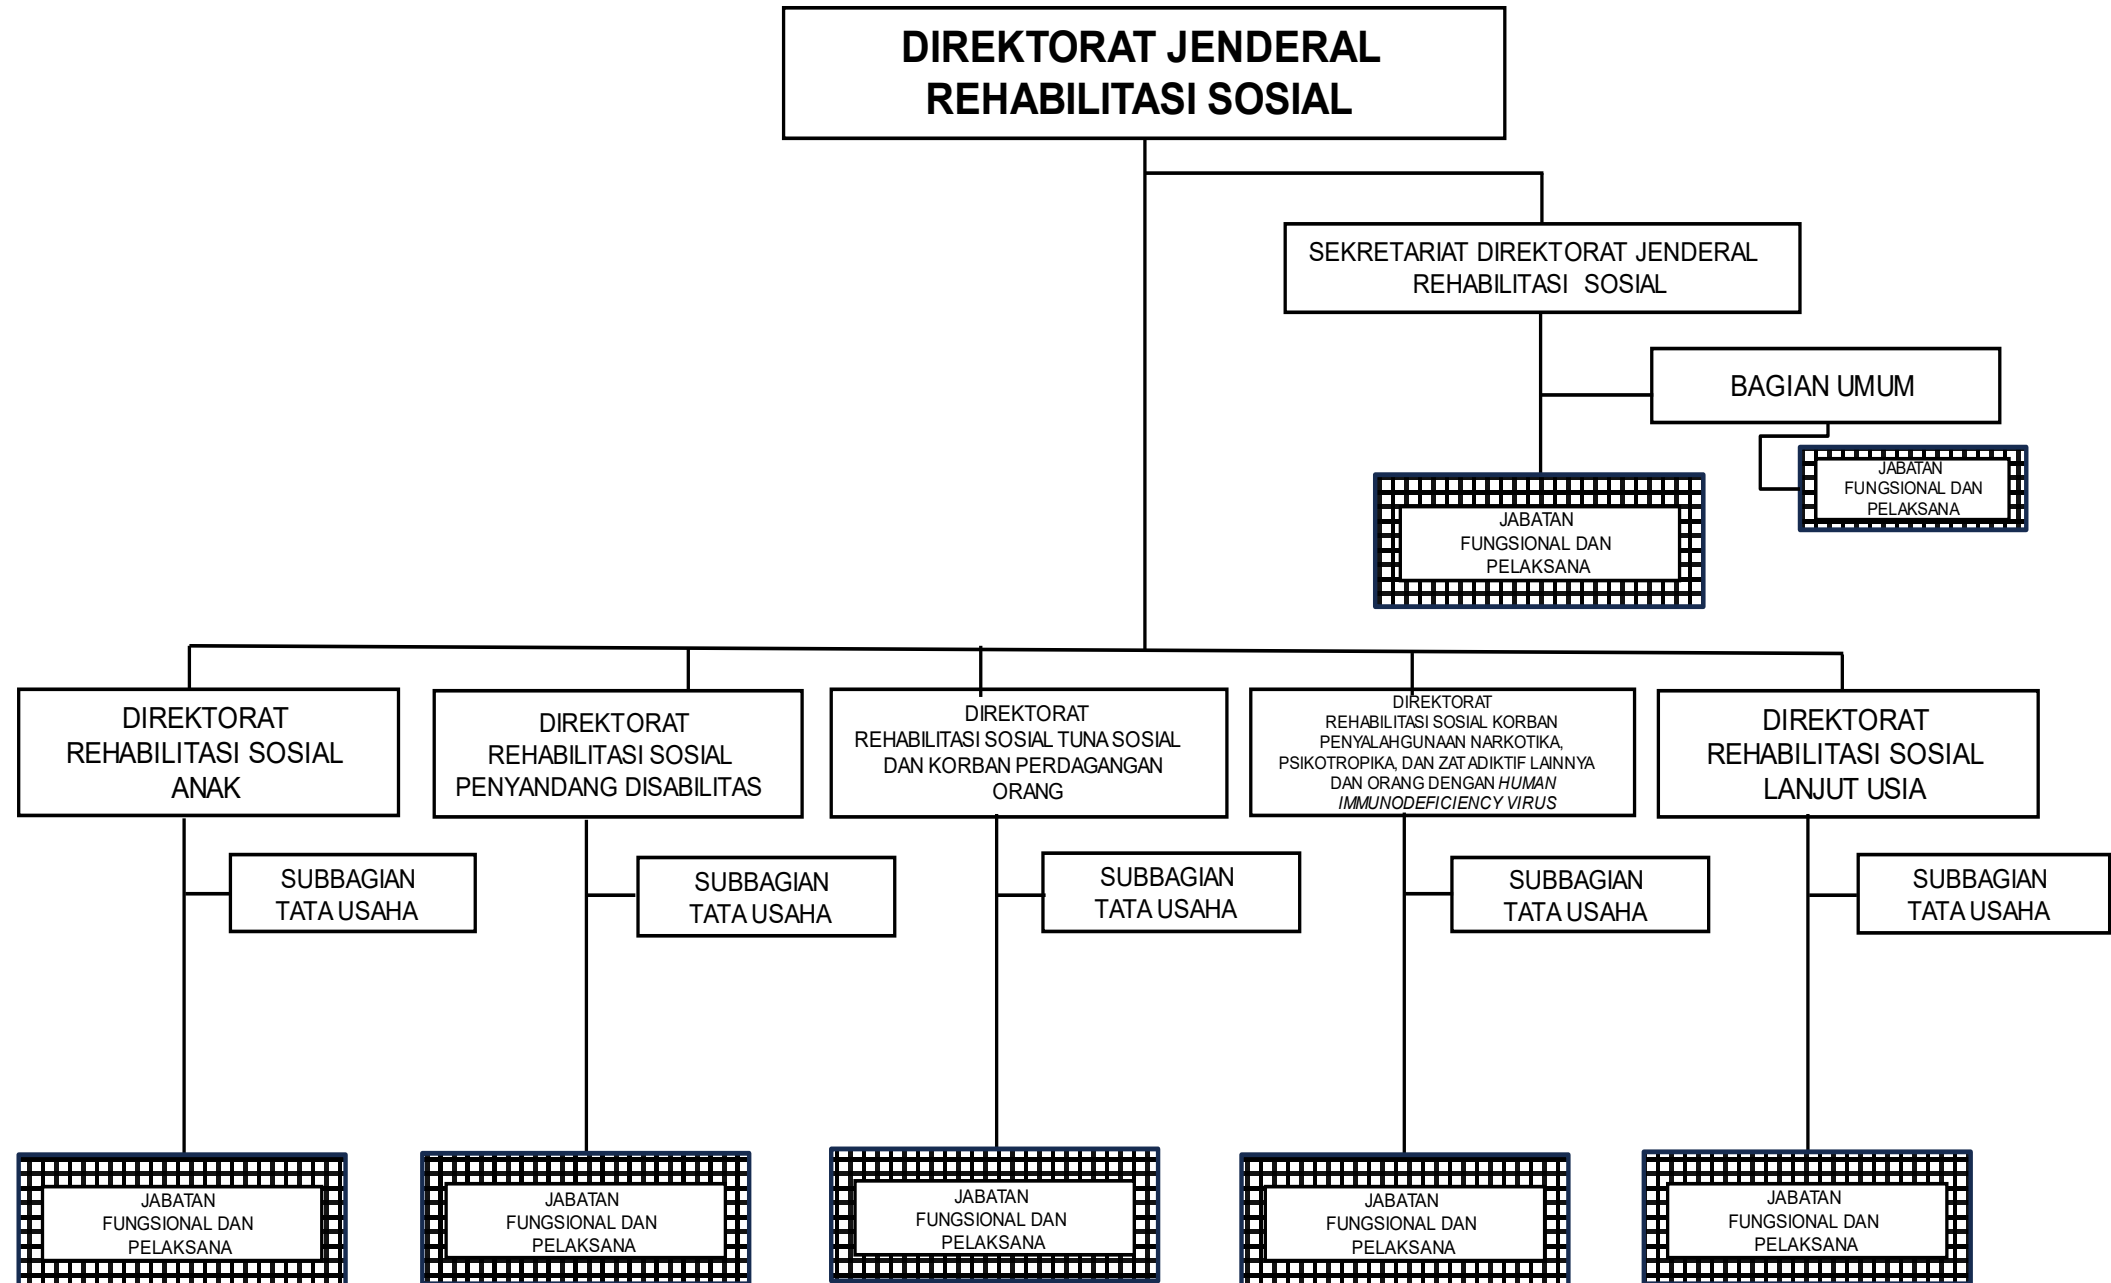 DIREKTORAT JENDERAL
REHABILITASI SOSIAL
SEKRETARIAT DIREKTORAT JENDERAL
REHABILITASI SOSIAL
BAGIAN UMUM
JABATAN
FUNGSIONAL DAN
PELAKSANA
JABATAN
FUNGSIONAL DAN
PELAKSANA
DIREKTORAT
REHABILITASI SOSIAL
ANAK
DIREKTORAT
REHABILITASI SOSIAL
PENYANDANG DISABILITAS
DIREKTORAT
REHABILITASI SOSIAL TUNA SOSIAL
DAN KORBAN PERDAGANGAN
ORANG
DIREKTORAT
REHABILITASI SOSIAL KORBAN
PENYALAHGUNAAN NARKOTIKA,
PSIKOTROPIKA, DAN ZAT ADIKTIF LAINNYA
DAN ORANG DENGAN HUMAN
IMMUNODEFICIENCY VIRUS
DIREKTORAT
REHABILITASI SOSIAL
LANJUT USIA
SUBBAGIAN
TATA USAHA
SUBBAGIAN
TATA USAHA
SUBBAGIAN
TATA USAHA
SUBBAGIAN
TATA USAHA
SUBBAGIAN
TATA USAHA
JABATAN
FUNGSIONAL DAN
PELAKSANA
JABATAN
FUNGSIONAL DAN
PELAKSANA
JABATAN
FUNGSIONAL DAN
PELAKSANA
JABATAN
FUNGSIONAL DAN
PELAKSANA
JABATAN
FUNGSIONAL DAN
PELAKSANA